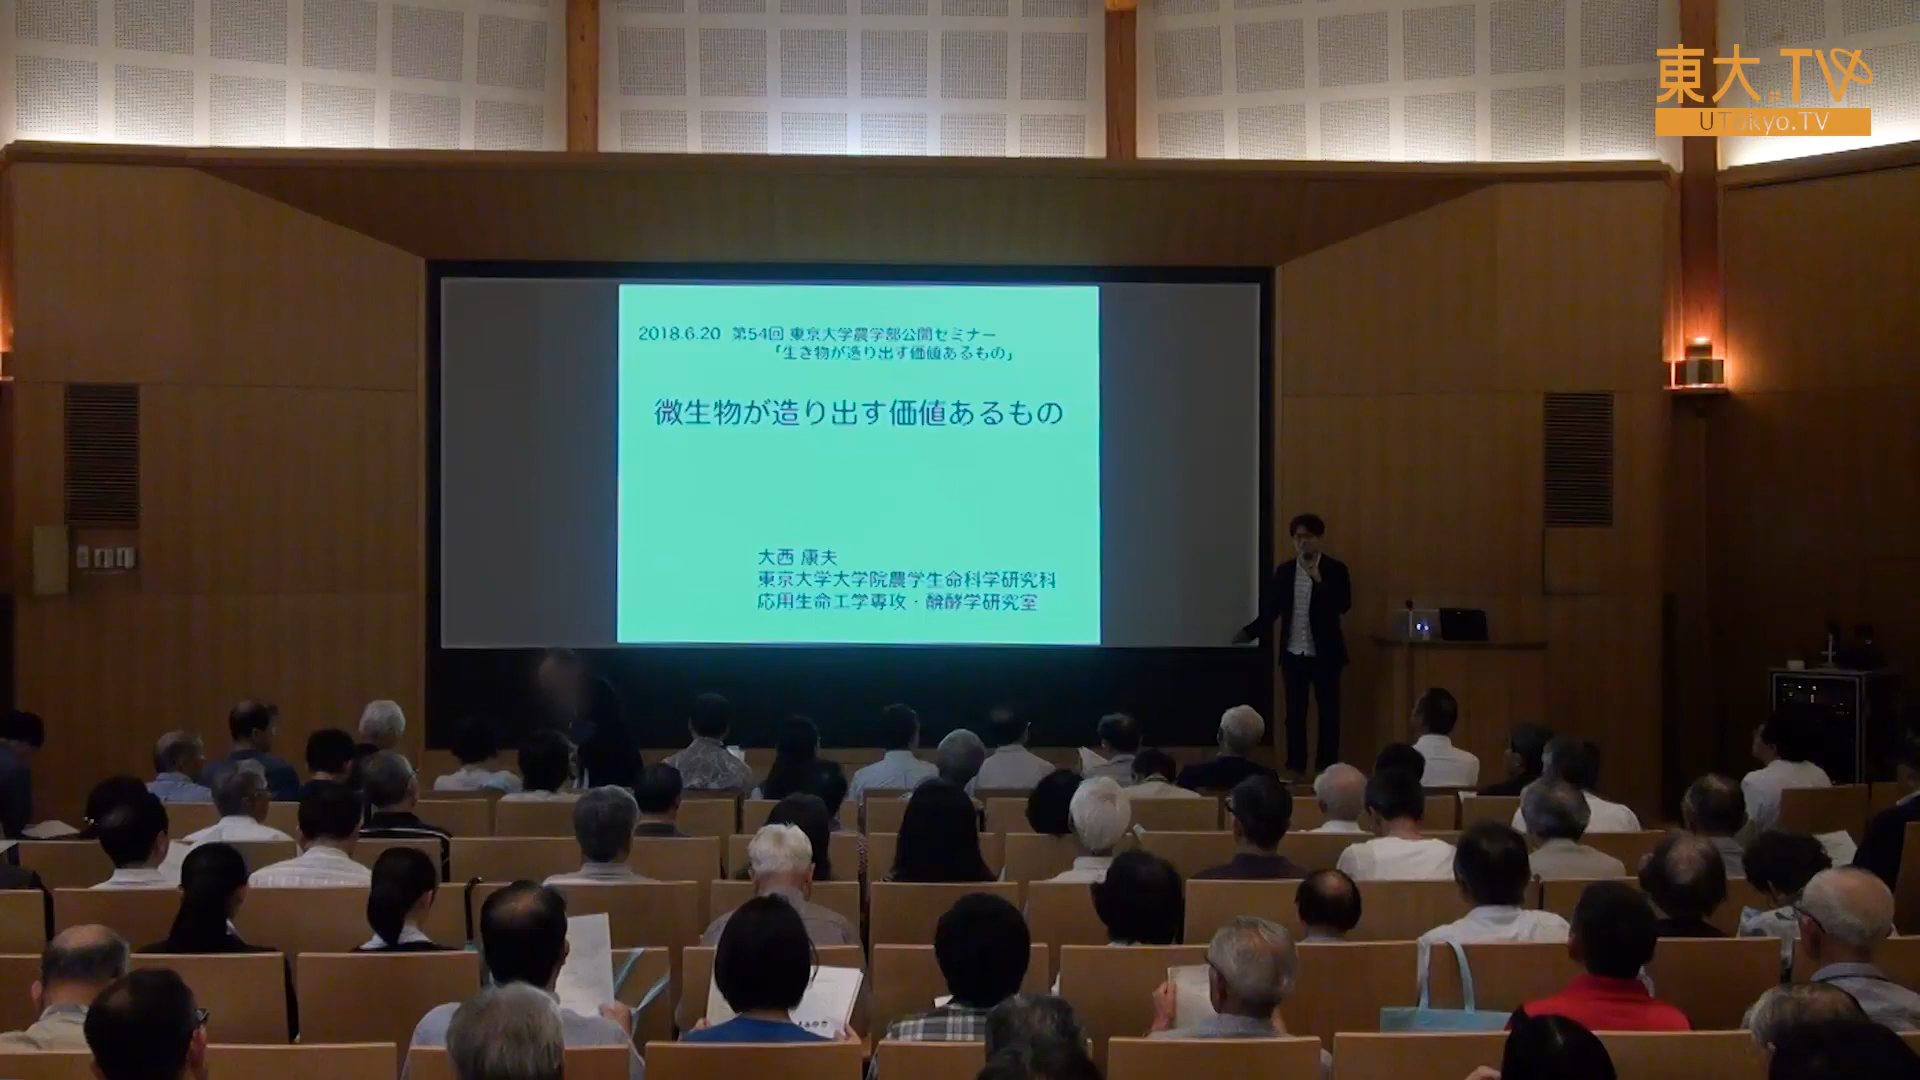 東大.TV
UTokyo.TV
2018.6.20 第54回 東京大学農学部公開セミナー
「生き物が造り出す価値あるもの」
微生物が造り出す価値あるもの
大西 康夫
東京大学大学院農学生命科学研究科
応用生命工学専攻・醗酵学研究室